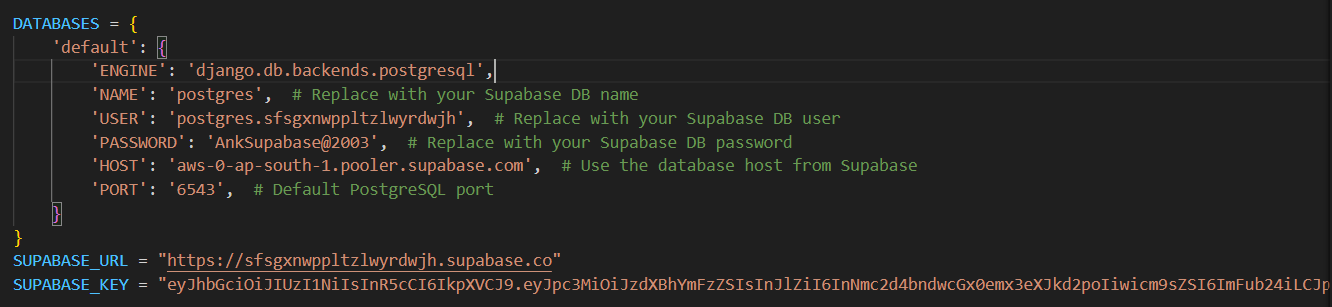 DATABASES = {
    'default': {
        'ENGINE': 'django.db.backends.postgresql',
        'NAME': 'postgres',  # Replace with your Supabase DB name
        'USER': 'postgres.sfsgxnwppltzlwyrdwjh',  # Replace with your Supabase DB user
        'PASSWORD': 'AnkSupabase@2003',  # Replace with your Supabase DB password
        'HOST': 'aws-0-ap-south-1.pooler.supabase.com',  # Use the database host from Supabase
        'PORT': '6543',  # Default PostgreSQL port
    }
}
SUPABASE_URL = "https://sfsgxnwppltzlwyrdwjh.supabase.co"
SUPABASE_KEY = "eyJhbGciOiJIUzI1NiIsInR5cCI6IkpXVCJ9.eyJpc3MiOiJzdXBhYmFzZSIsInJlZiI6InNmc2d4bndwcGx0emx3eXJkd2poIiwicm9sZSI6ImFub24iLCJp